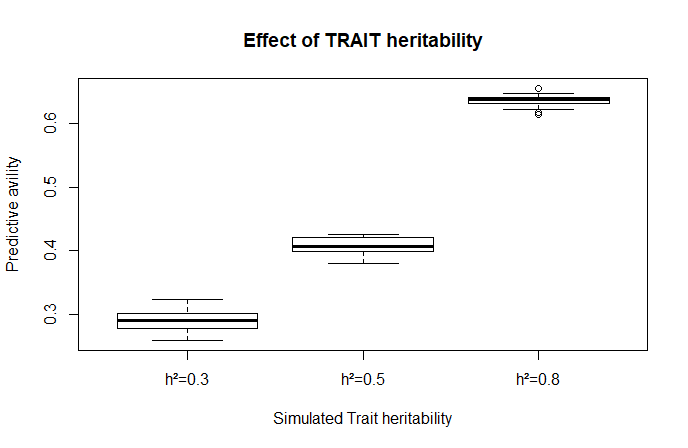 Effect of TRAIT heritability
Predictive avility
0.6
0.5
0.4
0.3
h²=0.3
h²=0.5
h²=0.8
Simulated Trait heritability